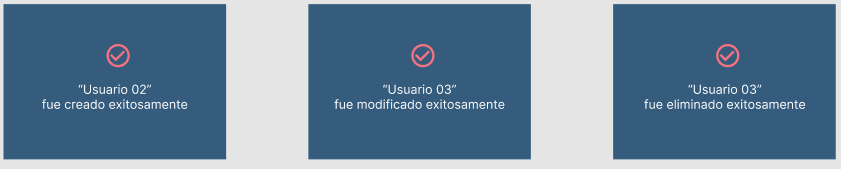 “Usuario 02”
fue creado exitosamente
“Usuario 03”
fue modificado exitosamente
“Usuario 03”
fue eliminado exitosamente